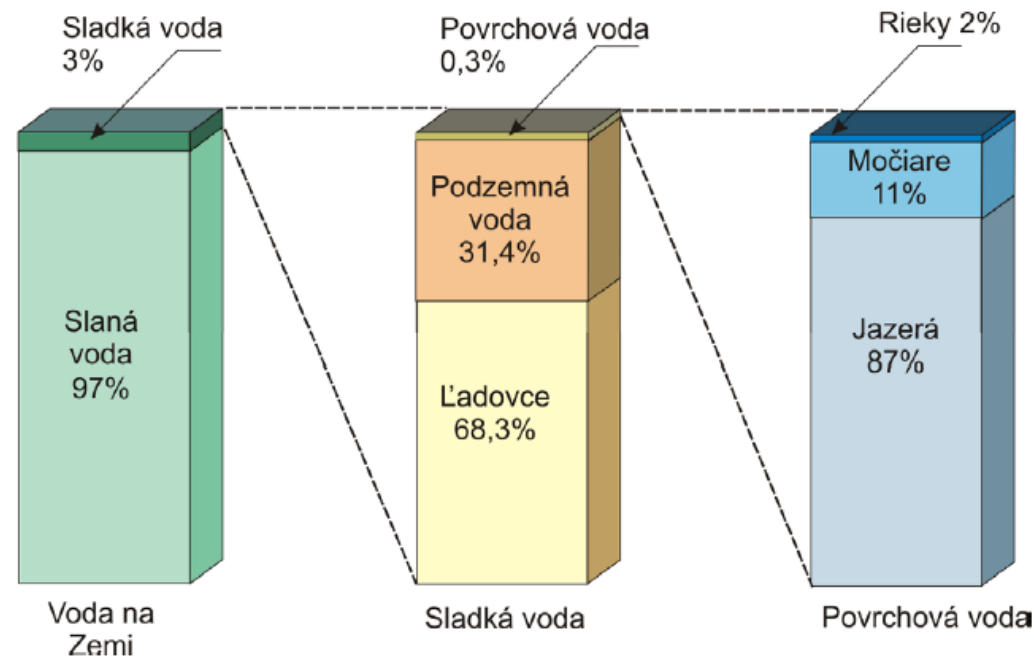 Sladká voda
3%
Povrchová voda
0,3%
Rieky 2%
Slaná
voda
97%
Podzemná
voda
31,4%
Ľadovce
68,3%
Močiare
11%
Jazerá
87%
Voda na
Zemi
Sladká voda
Povrchová voda